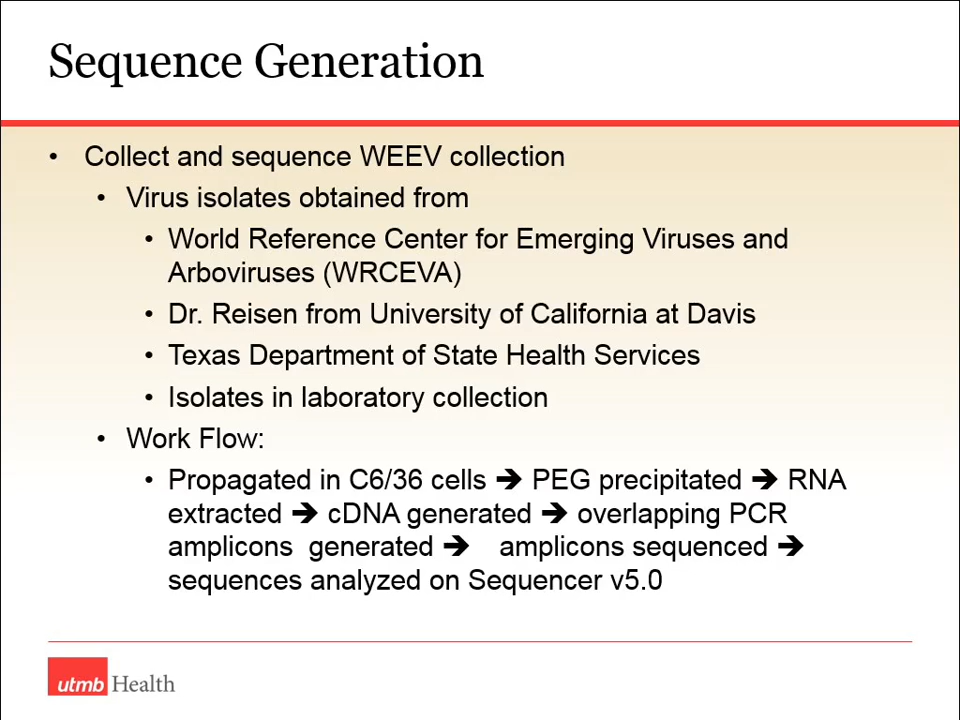 Sequence Generation
• Collect and sequence WEEV collection
• Virus isolates obtained from
• World Reference Center for Emerging Viruses and
Arboviruses (WRCEVA)
• Dr. Reisen from University of California at Davis
• Texas Department of State Health Services
• Isolates in laboratory collection
• Work Flow:
• Propagated in C6/36 cells ➔ PEG precipitated ➔ RNA
extracted ➔ cDNA generated ➔ overlapping PCR
amplicons generated ➔ amplicons sequenced ➔
sequences analyzed on Sequencer v5.0
utmb Health